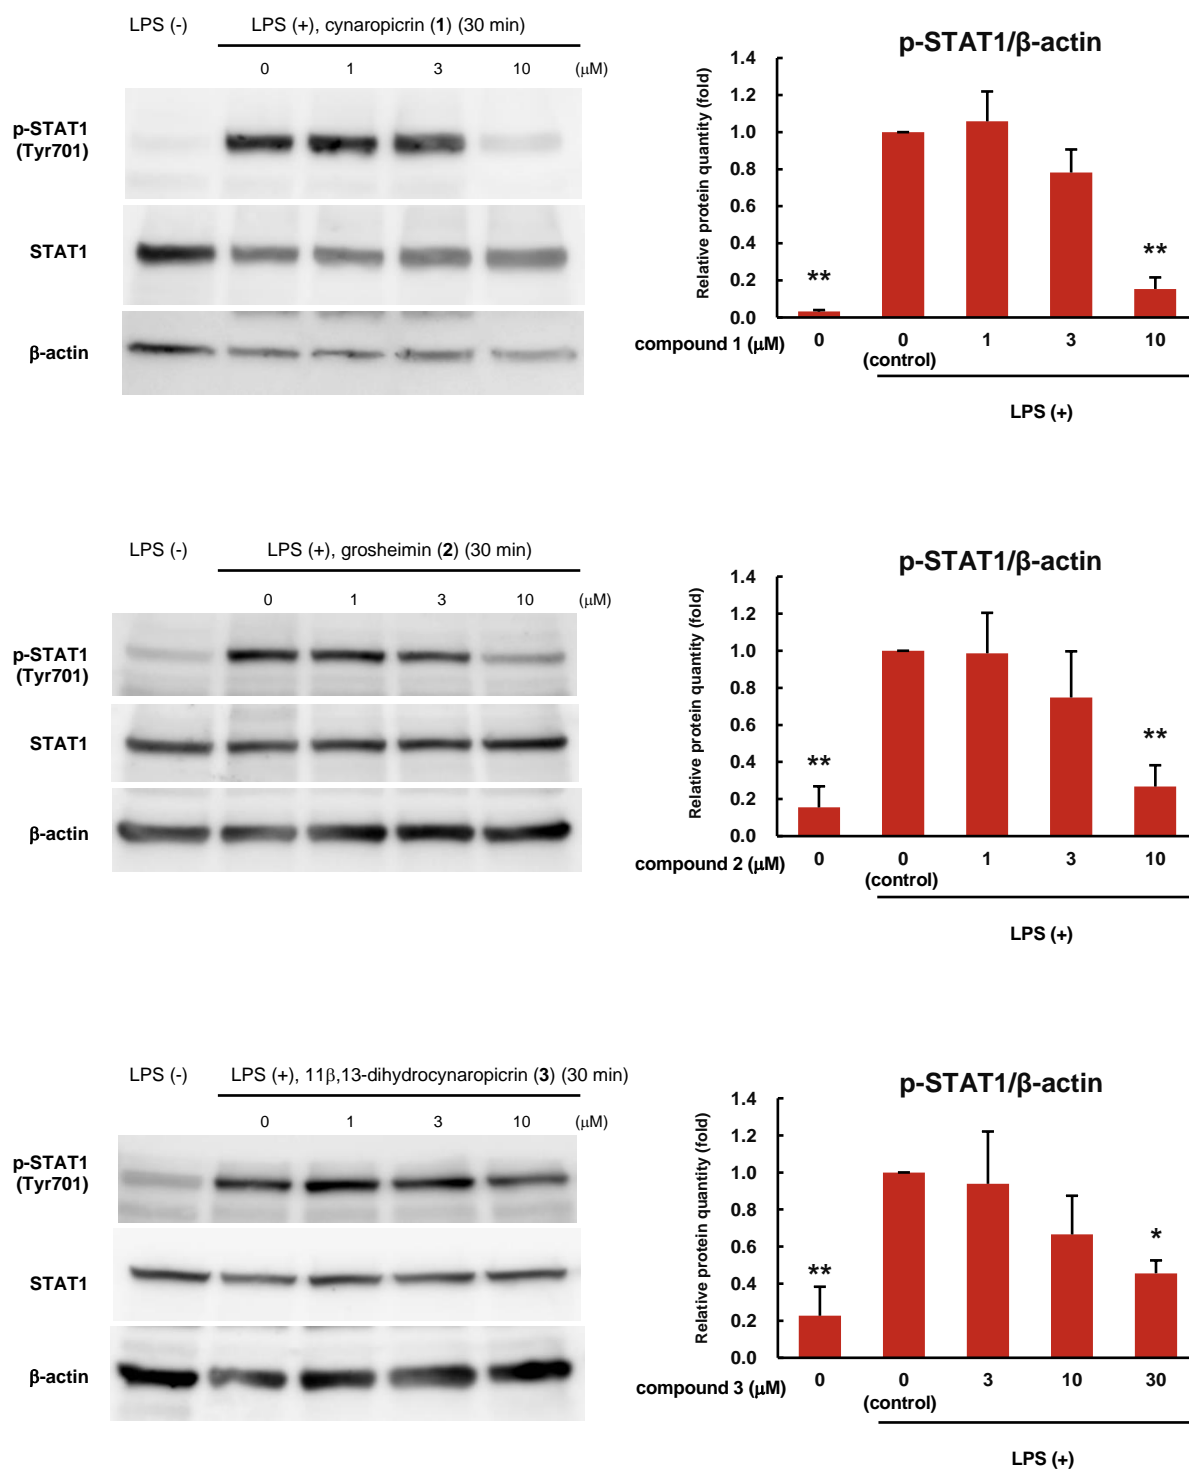 LPS (-) LPS (+), cynaropicrin (1) (30 min)
0 1 3 10 (μM)
p-STAT1
(Tyr701)
STAT1
β-actin
p-STAT1/β-actin
Relative protein quantity (fold)
1.4
1.2
1.0
0.8
0.6
0.4
0.2
0.0
** **
compound 1 (μM) 0 0 1 3 10
(control)
LPS (+)
LPS (-) LPS (+), grosheimin (2) (30 min)
0 1 3 10 (μM)
p-STAT1
(Tyr701)
STAT1
β-actin
p-STAT1/β-actin
Relative protein quantity (fold)
1.4
1.2
1.0
0.8
0.6
0.4
0.2
0.0
** **
compound 2 (μM) 0 0 1 3 10
(control)
LPS (+)
LPS (-) LPS (+), 11β,13-dihydrocynaropicrin (3) (30 min)
0 1 3 10 (μM)
p-STAT1
(Tyr701)
STAT1
β-actin
p-STAT1/β-actin
Relative protein quantity (fold)
1.4
1.2
1.0
0.8
0.6
0.4
0.2
0.0
** *
compound 3 (μM) 0 0 3 10 30
(control)
LPS (+)